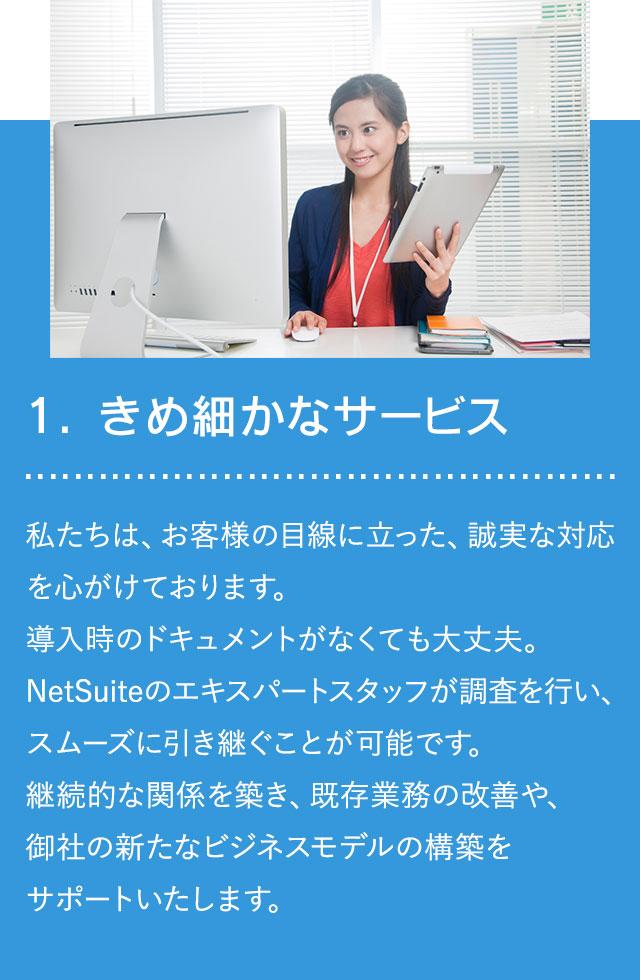 1. きめ細かなサービス
私たちは、お客様の目線に立った、誠実な対応
を心がけております。
導入時のドキュメントがなくても大丈夫。
NetSuiteのエキスパートスタッフが調査を行い、
スムーズに引き継ぐことが可能です。
継続的な関係を築き、既存業務の改善や、
御社の新たなビジネスモデルの構築を
サポートいたします。